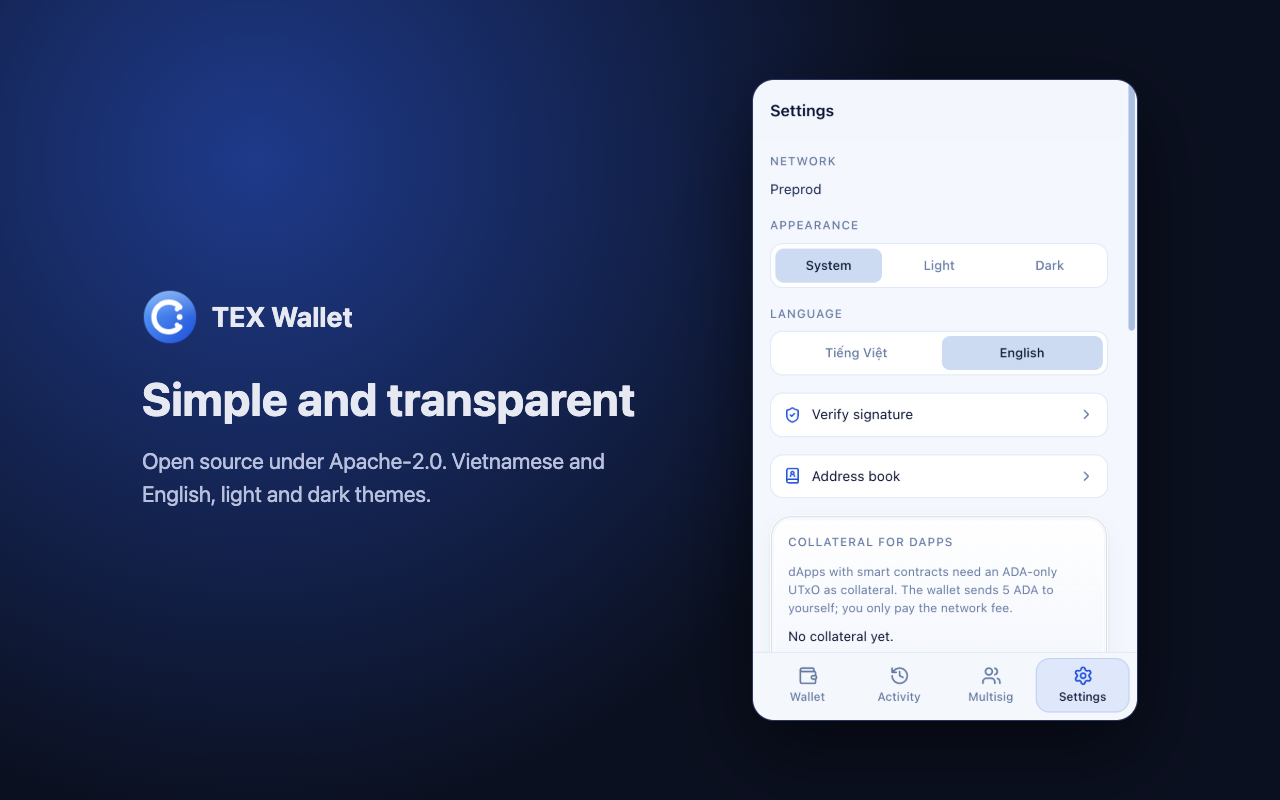 TEX Wallet
Simple and transparent
Open source under Apache-2.0. Vietnamese and
English, light and dark themes.
Settings
NETWORK
Preprod
APPEARANCE
System Light Dark
LANGUAGE
Tiếng Việt English
Verify signature
Address book
COLLATERAL FOR DAPPS
dApps with smart contracts need an ADA-only
UTxO as collateral. The wallet sends 5 ADA to
yourself; you only pay the network fee.
No collateral yet.
Wallet Activity Multisig Settings